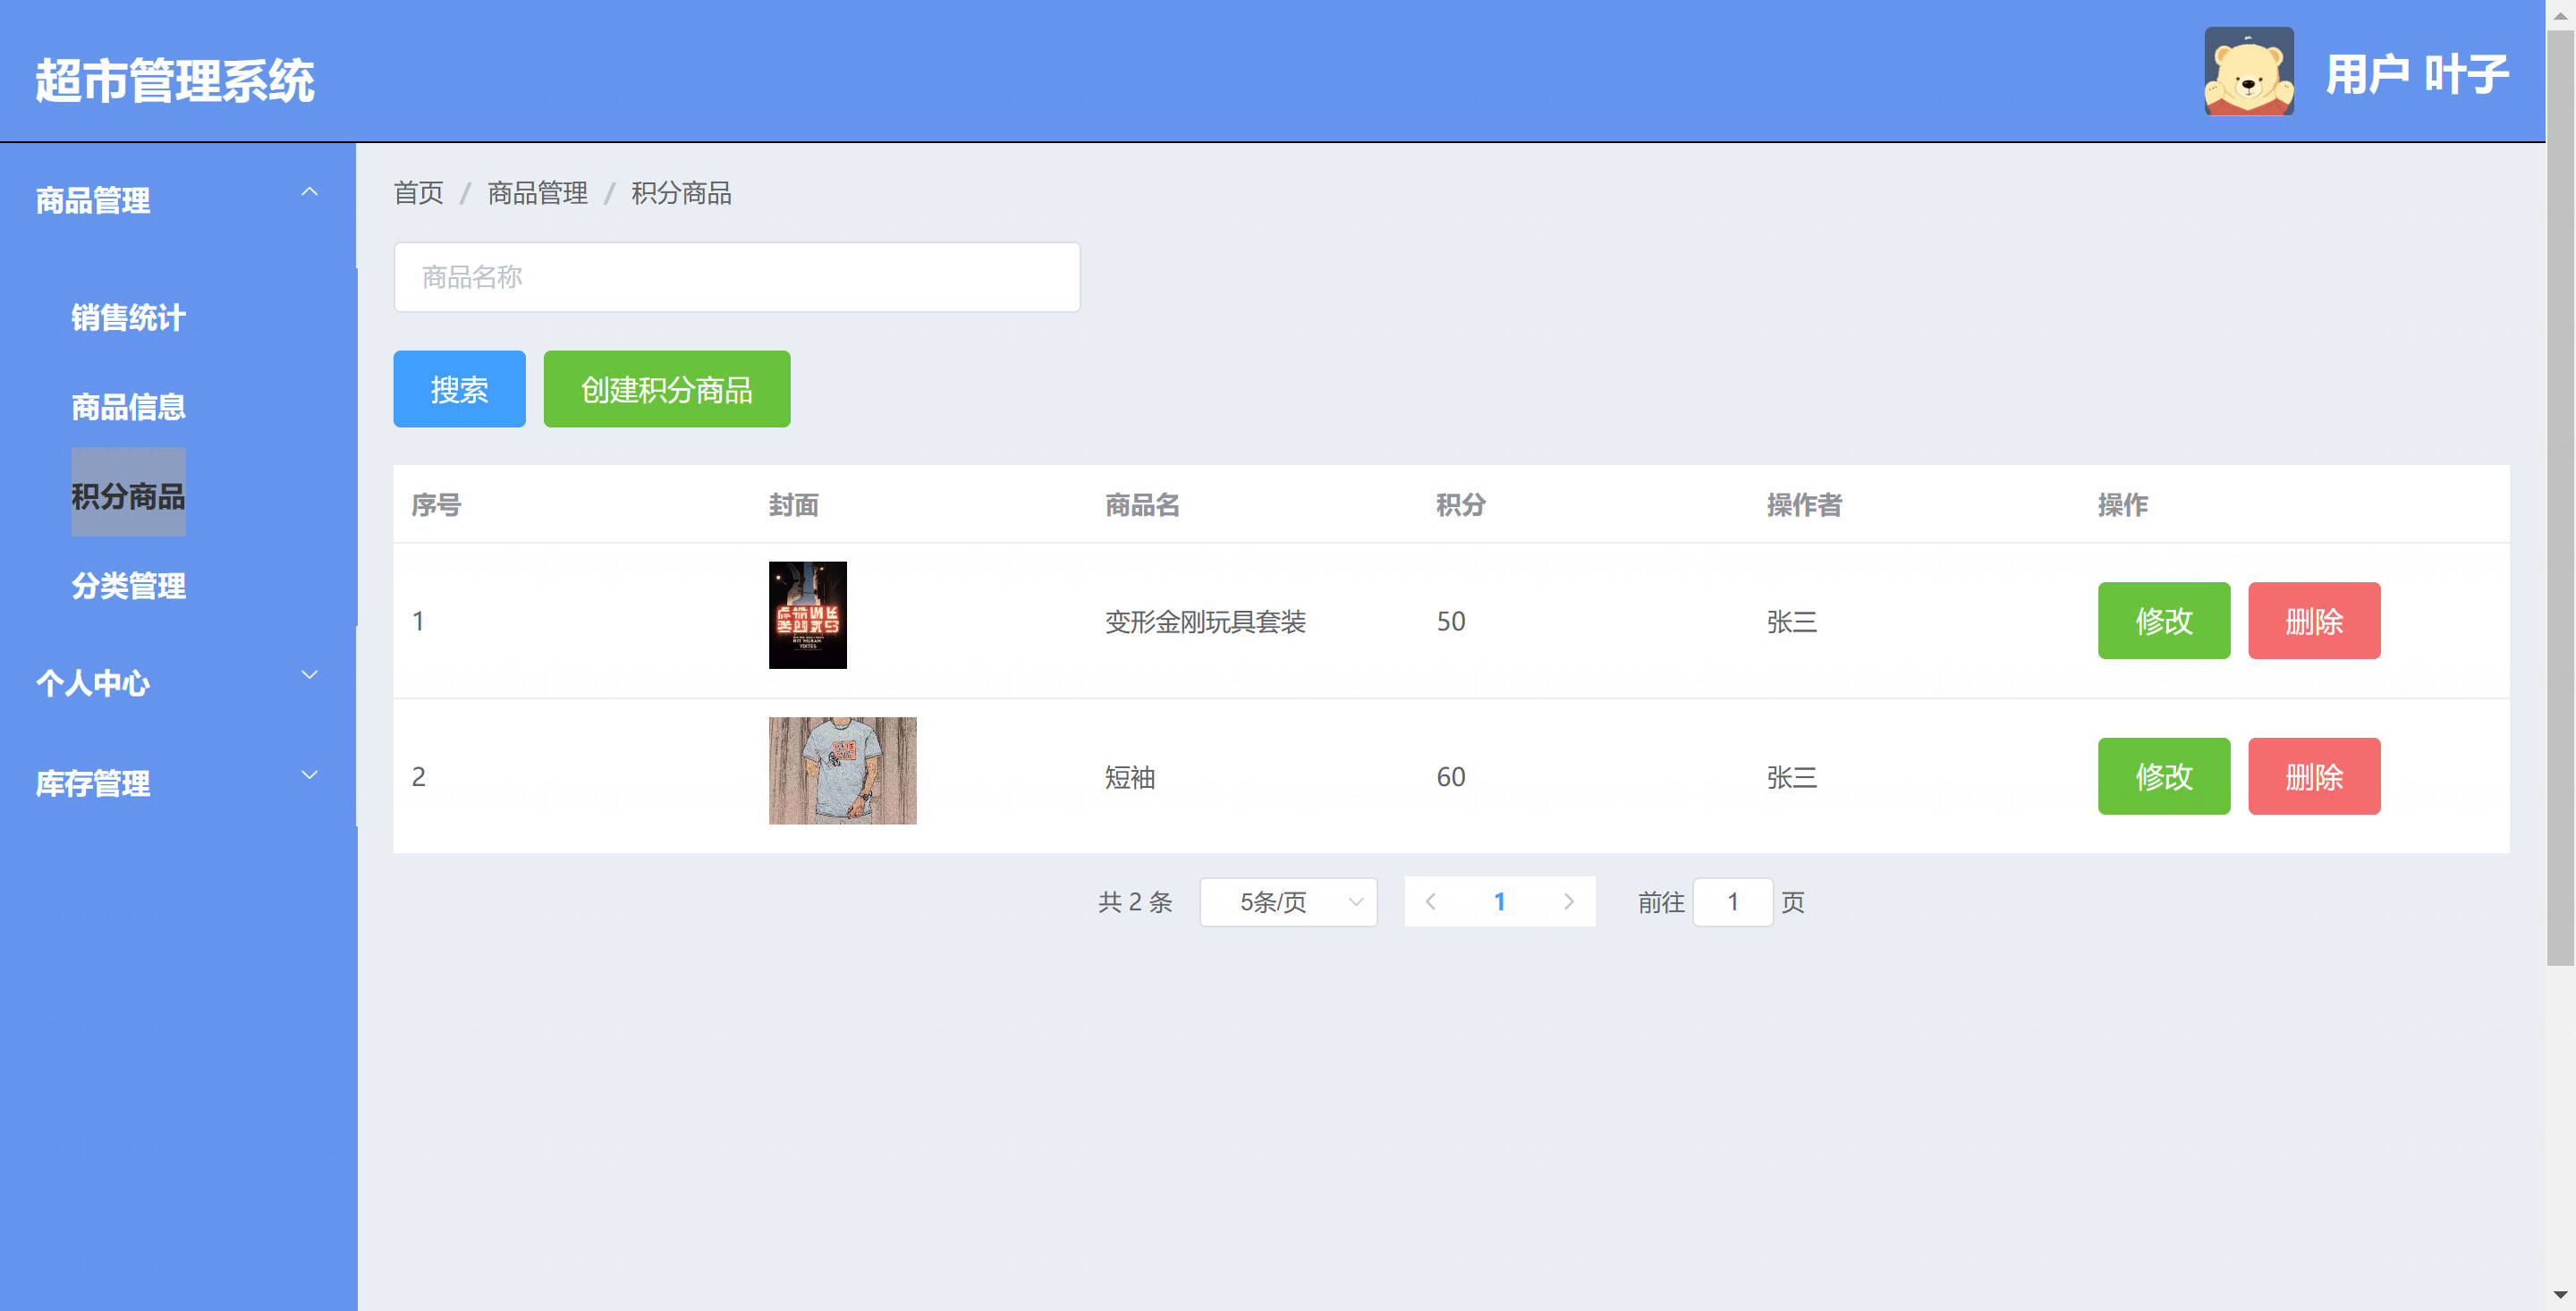 超市管理系统
用户 叶子
商品管理
销售统计
商品信息
积分商品
分类管理
个人中心
库存管理
首页 / 商品管理 / 积分商品
商品名称
搜索 创建积分商品
序号 封面 商品名 积分 操作者 操作
1 变形金刚玩具套装 50 张三 修改 删除
2 短袖 60 张三 修改 删除
共 2 条 5条/页 1 前往 1 页